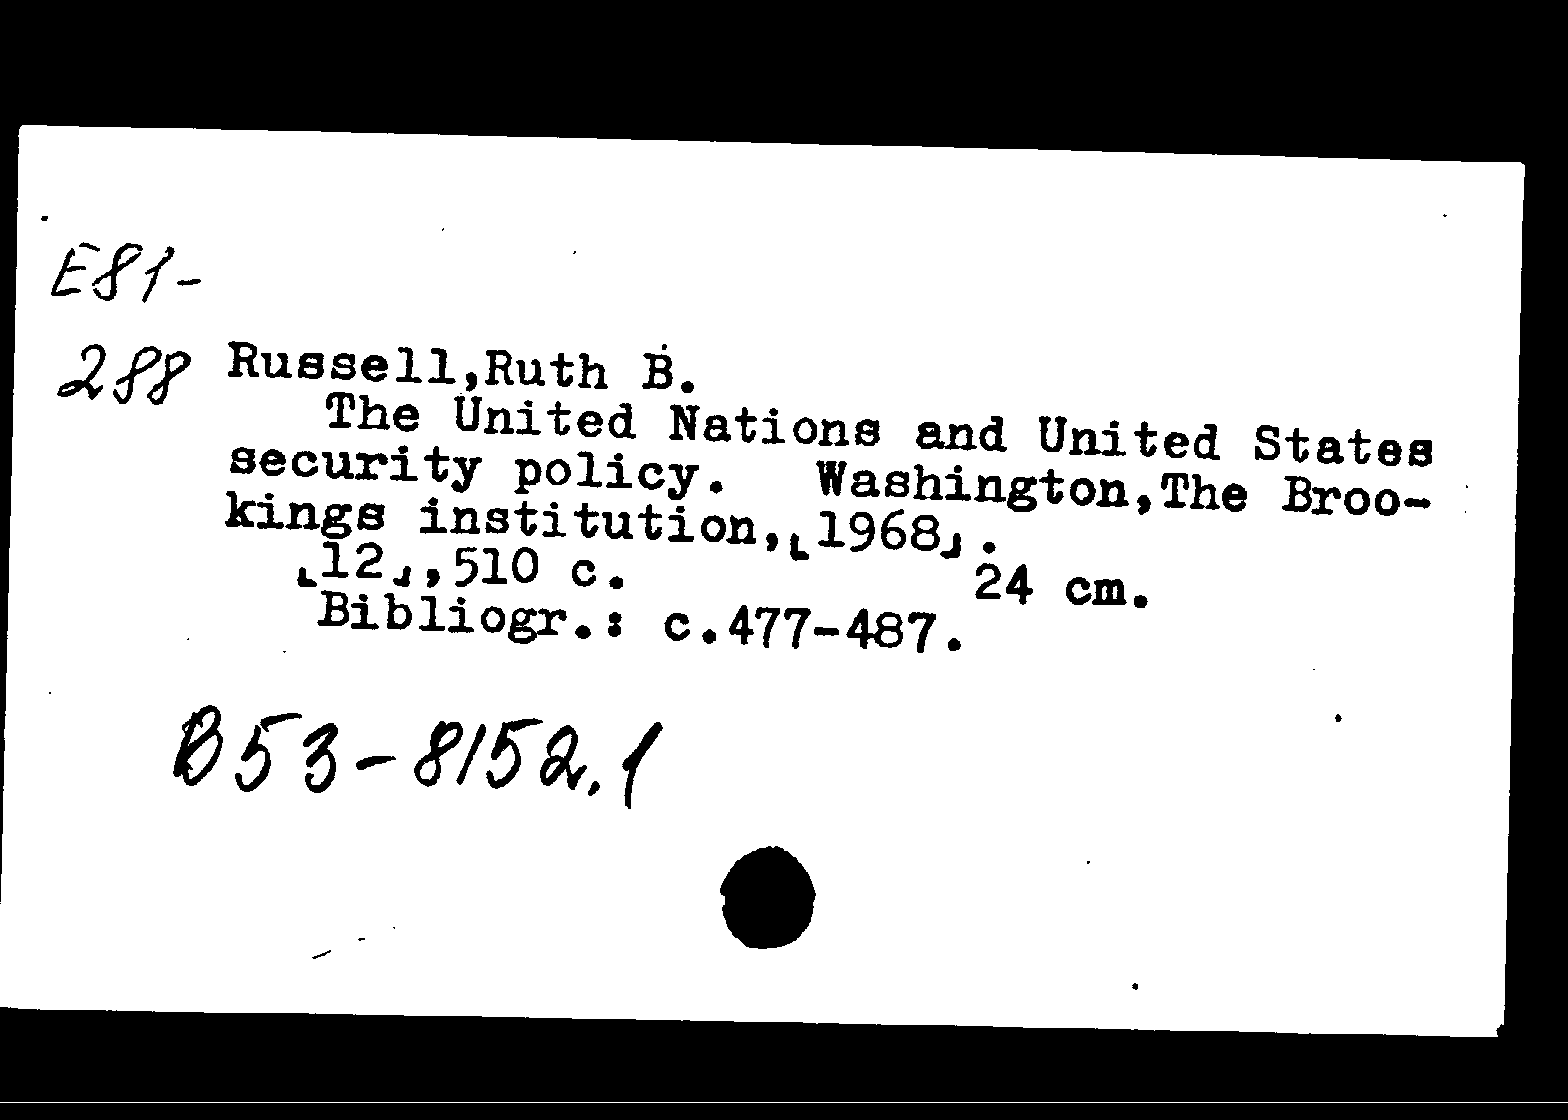 E81-
288
Russell,Ruth B.
The United Nations and United States
security policy. Washington,The Broo-
kings institution,⌞1968⌟.
⌞12⌟,510 c. 24 cm.
Bibliogr.: c.477-487.
B53-8152.1